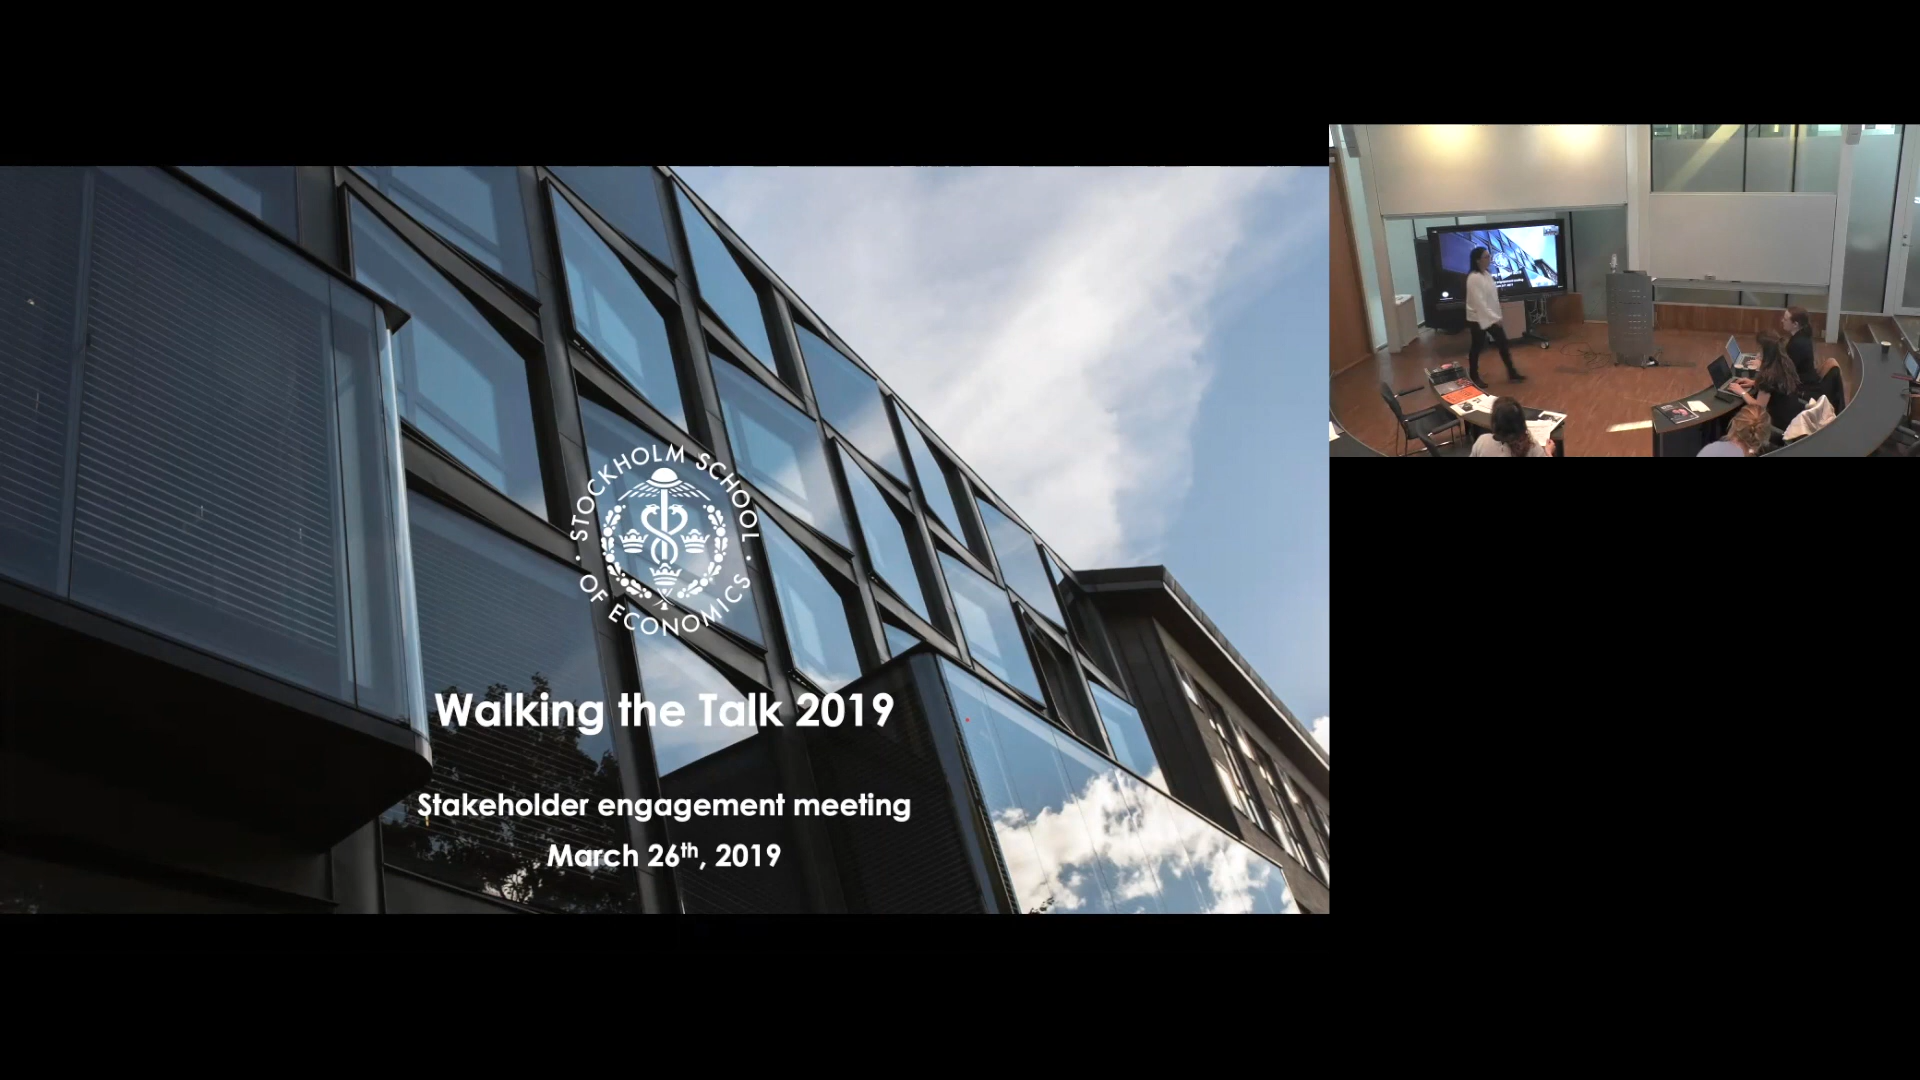 STOCKHOLM SCHOOL
OF ECONOMICS
Walking the Talk 2019
Stakeholder engagement meeting
March 26th, 2019